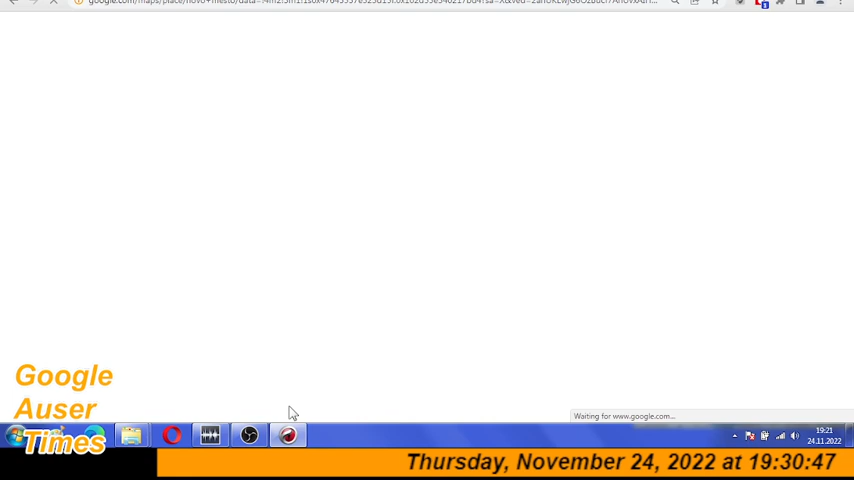 Waiting for www.google.com...
Google
Auser
Times
19:21
24.11.2022
Thursday, November 24, 2022 at 19:30:47